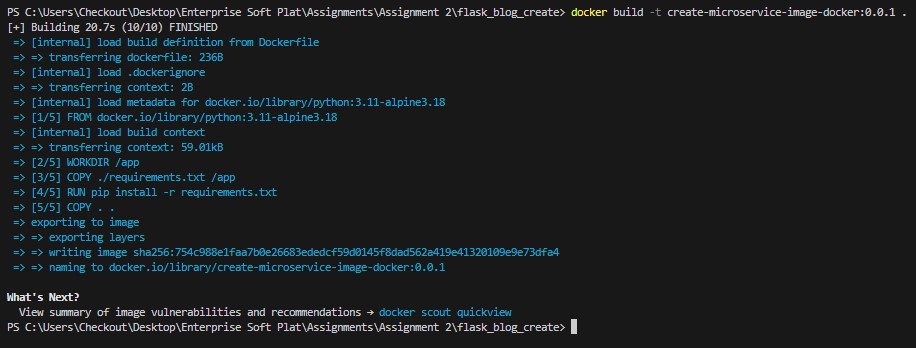 PS C:\Users\Checkout\Desktop\Enterprise Soft Plat\Assignments\Assignment 2\flask_blog_create> docker build -t create-microservice-image-docker:0.0.1 .
[+] Building 20.7s (10/10) FINISHED
=> [internal] load build definition from Dockerfile
=> => transferring dockerfile: 236B
=> [internal] load .dockerignore
=> => transferring context: 2B
=> [internal] load metadata for docker.io/library/python:3.11-alpine3.18
=> [1/5] FROM docker.io/library/python:3.11-alpine3.18
=> [internal] load build context
=> => transferring context: 59.01kB
=> [2/5] WORKDIR /app
=> [3/5] COPY ./requirements.txt /app
=> [4/5] RUN pip install -r requirements.txt
=> [5/5] COPY . .
=> exporting to image
=> => exporting layers
=> => writing image sha256:754c988e1faa7b0e26683ededcf59d0145f8dad562a419e41320109e9e73dfa4
=> => naming to docker.io/library/create-microservice-image-docker:0.0.1
What's Next?
View summary of image vulnerabilities and recommendations → docker scout quickview
PS C:\Users\Checkout\Desktop\Enterprise Soft Plat\Assignments\Assignment 2\flask_blog_create>